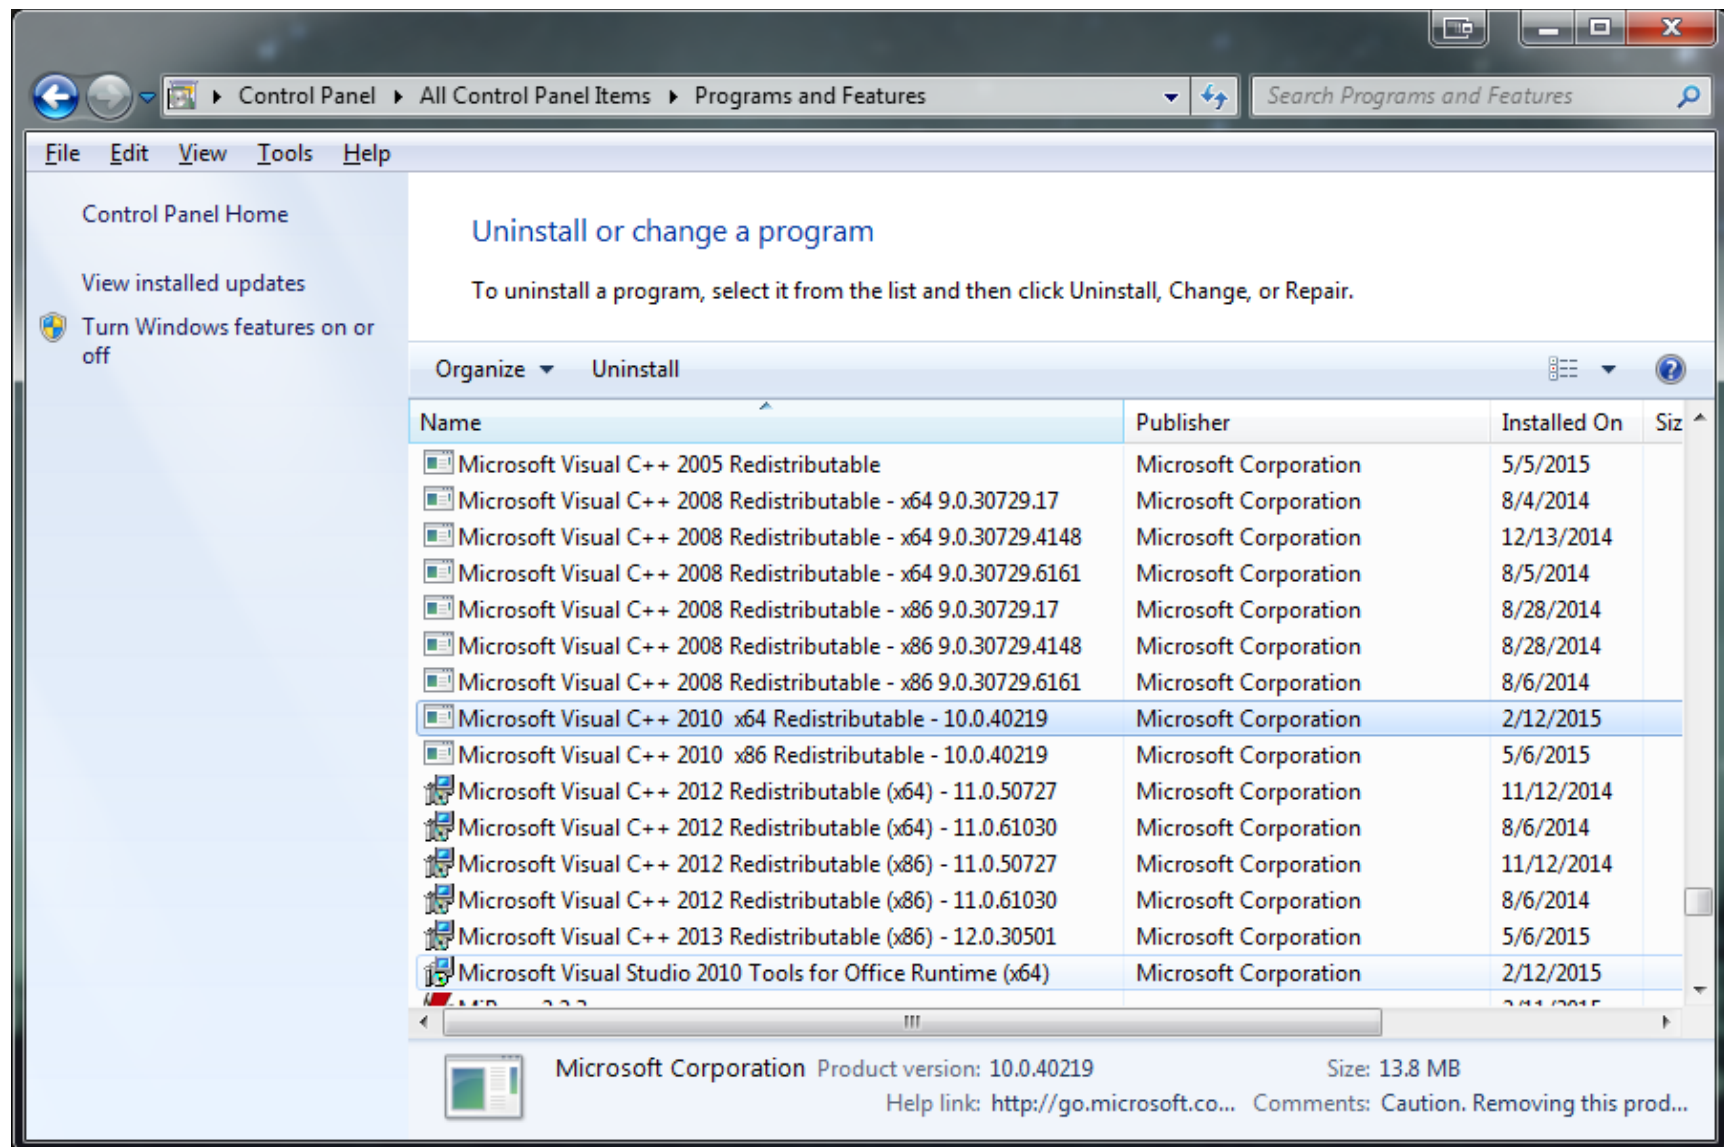 Control Panel ▸ All Control Panel Items ▸ Programs and Features
Search Programs and Features
File Edit View Tools Help
Control Panel Home
View installed updates
Turn Windows features on or
off
Uninstall or change a program
To uninstall a program, select it from the list and then click Uninstall, Change, or Repair.
Organize Uninstall
Name Publisher Installed On Siz
Microsoft Visual C++ 2005 Redistributable Microsoft Corporation 5/5/2015
Microsoft Visual C++ 2008 Redistributable - x64 9.0.30729.17 Microsoft Corporation 8/4/2014
Microsoft Visual C++ 2008 Redistributable - x64 9.0.30729.4148 Microsoft Corporation 12/13/2014
Microsoft Visual C++ 2008 Redistributable - x64 9.0.30729.6161 Microsoft Corporation 8/5/2014
Microsoft Visual C++ 2008 Redistributable - x86 9.0.30729.17 Microsoft Corporation 8/28/2014
Microsoft Visual C++ 2008 Redistributable - x86 9.0.30729.4148 Microsoft Corporation 8/28/2014
Microsoft Visual C++ 2008 Redistributable - x86 9.0.30729.6161 Microsoft Corporation 8/6/2014
Microsoft Visual C++ 2010  x64 Redistributable - 10.0.40219 Microsoft Corporation 2/12/2015
Microsoft Visual C++ 2010  x86 Redistributable - 10.0.40219 Microsoft Corporation 5/6/2015
Microsoft Visual C++ 2012 Redistributable (x64) - 11.0.50727 Microsoft Corporation 11/12/2014
Microsoft Visual C++ 2012 Redistributable (x64) - 11.0.61030 Microsoft Corporation 8/6/2014
Microsoft Visual C++ 2012 Redistributable (x86) - 11.0.50727 Microsoft Corporation 11/12/2014
Microsoft Visual C++ 2012 Redistributable (x86) - 11.0.61030 Microsoft Corporation 8/6/2014
Microsoft Visual C++ 2013 Redistributable (x86) - 12.0.30501 Microsoft Corporation 5/6/2015
Microsoft Visual Studio 2010 Tools for Office Runtime (x64) Microsoft Corporation 2/12/2015
Microsoft Corporation Product version: 10.0.40219 Size: 13.8 MB
Help link: http://go.microsoft.co... Comments: Caution. Removing this prod...